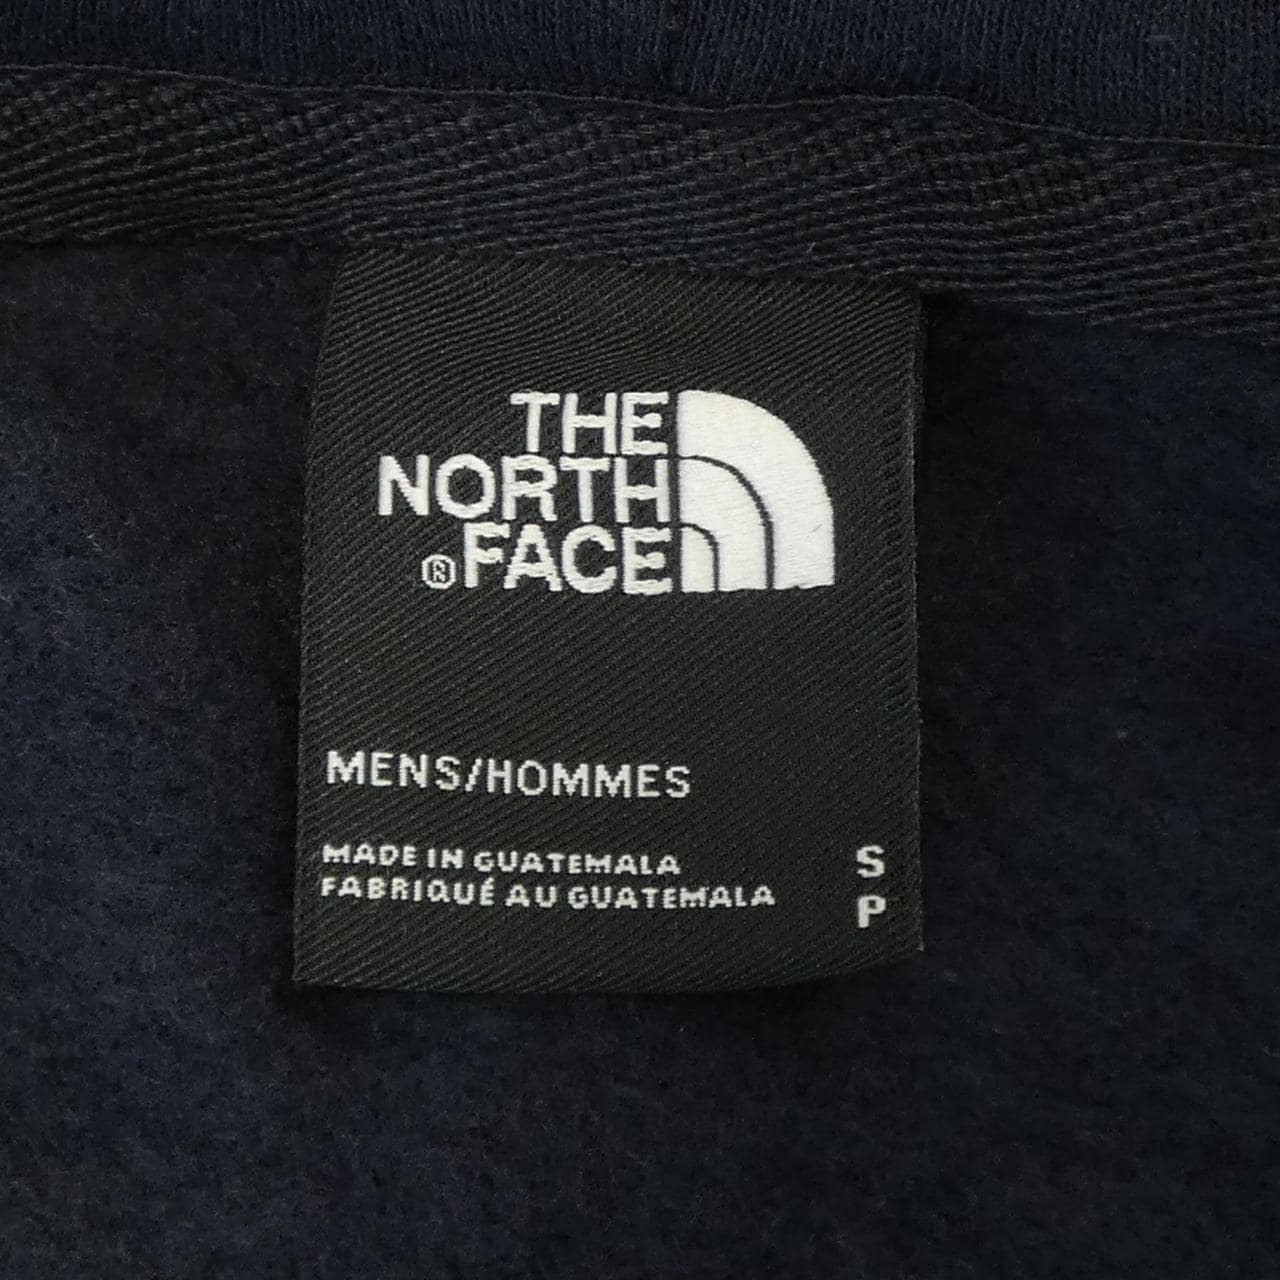 THE
NORTH
®FACE
MENS/HOMMES
MADE IN GUATEMALA
FABRIQUÉ AU GUATEMALA
S
P